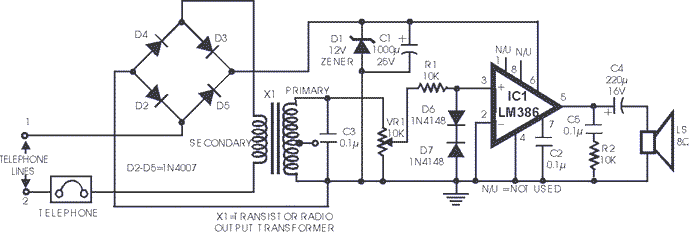 D4
D3
D2
D5
1
TELEPHONE
LINES
2
TELEPHONE
D2-D5=1N4007
SECONDARY
X1
PRIMARY
X1=TRANSISTOR RADIO
OUTPUT TRANSFORMER
D1
12V
ZENER
C1
1000µ
25V
+
C3
0.1µ
VR1
10K
R1
10K
D6
1N4148
D7
1N4148
N/U
N/U
1
8
6
3
+
2
−
IC1
LM386
5
7
4
C2
0.1µ
N/U =NOT USED
C4
220µ
16V
+
C5
0.1µ
R2
10K
LS
8Ω